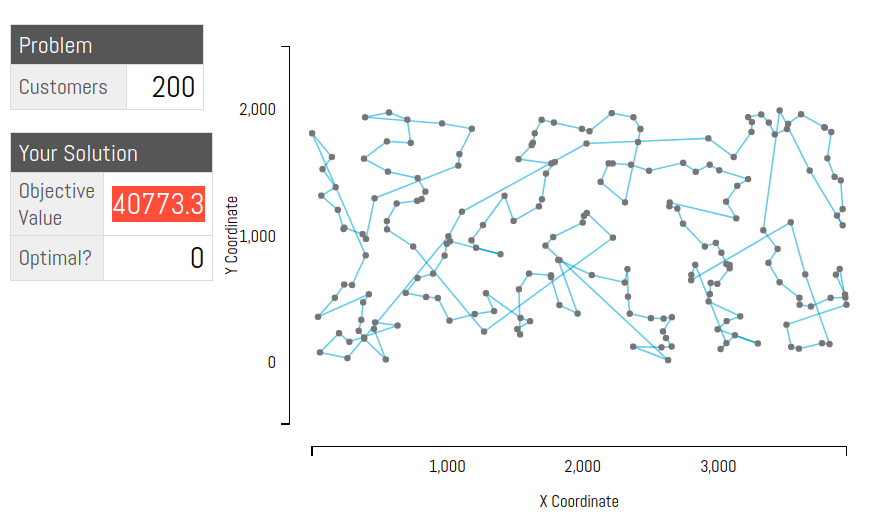 Problem
Customers 200
Your Solution
Objective Value 40773.3
Optimal? 0
Y Coordinate
2,000
1,000
0
1,000 2,000 3,000
X Coordinate